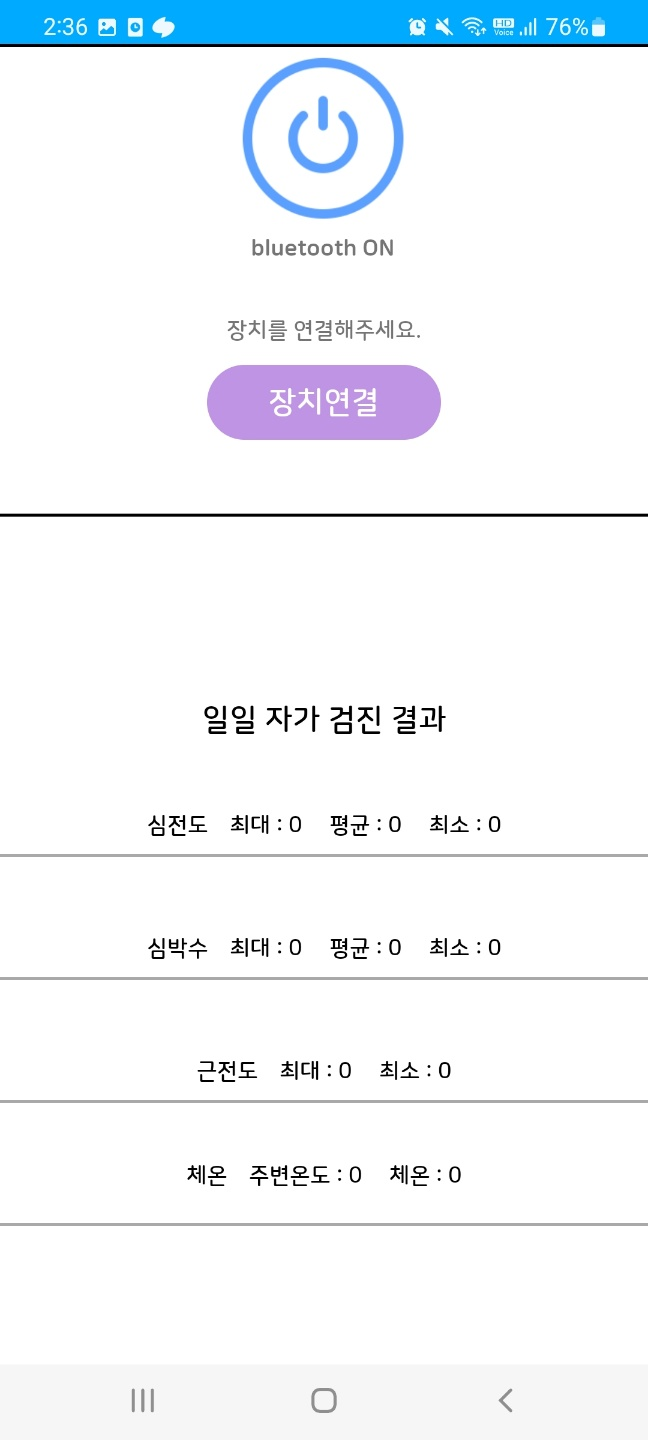 2:36 HD Voice 76%
bluetooth ON
장치를 연결해주세요.
장치연결
일일 자가 검진 결과
심전도 최대 : 0 평균 : 0 최소 : 0
심박수 최대 : 0 평균 : 0 최소 : 0
근전도 최대 : 0 최소 : 0
체온 주변온도 : 0 체온 : 0